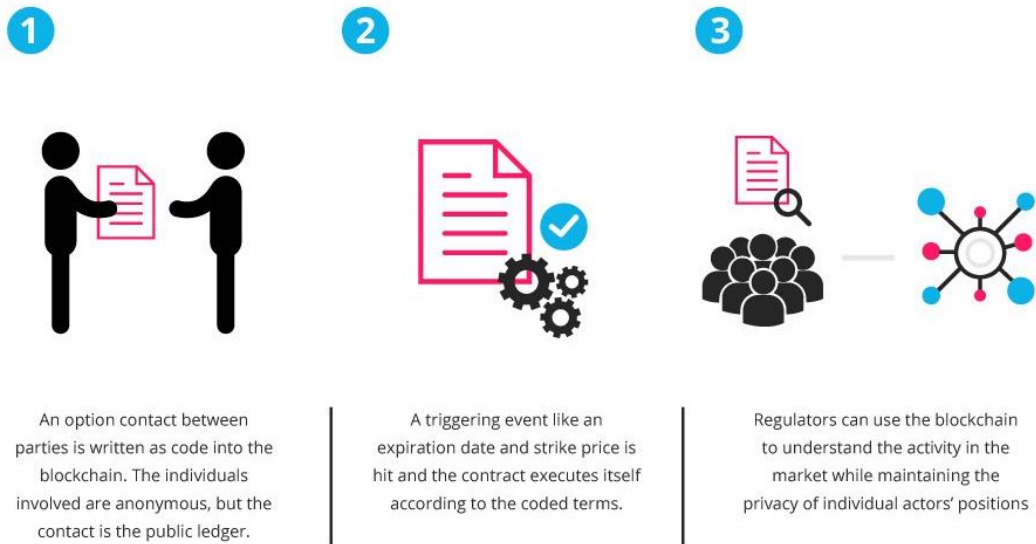 1
2
3
An option contact between
parties is written as code into the
blockchain. The individuals
involved are anonymous, but the
contact is the public ledger.
A triggering event like an
expiration date and strike price is
hit and the contract executes itself
according to the coded terms.
Regulators can use the blockchain
to understand the activity in the
market while maintaining the
privacy of individual actors’ positions